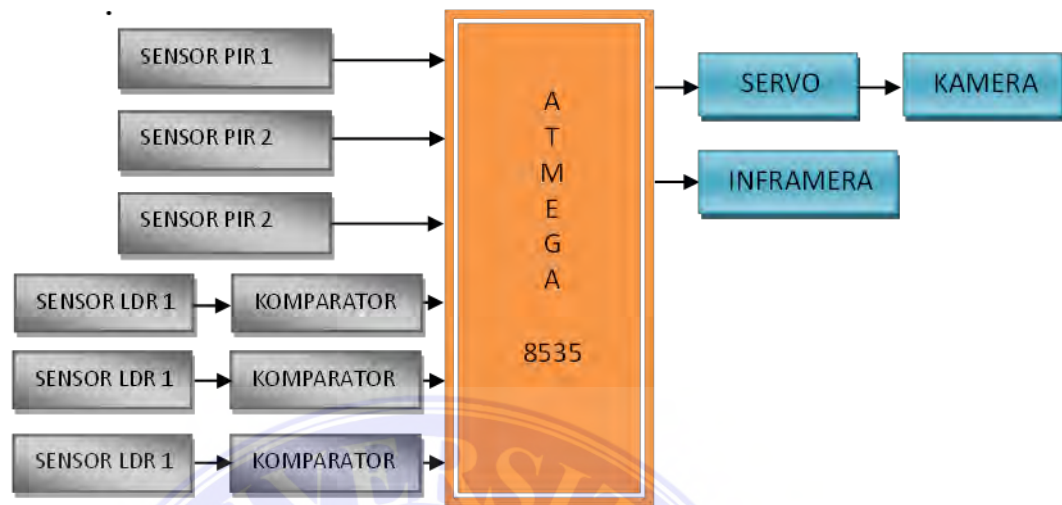 SENSOR PIR 1
SENSOR PIR 2
SENSOR PIR 2
SENSOR LDR 1 KOMPARATOR
SENSOR LDR 1 KOMPARATOR
SENSOR LDR 1 KOMPARATOR
A
T
M
E
G
A
8535
SERVO KAMERA
INFRAMERA